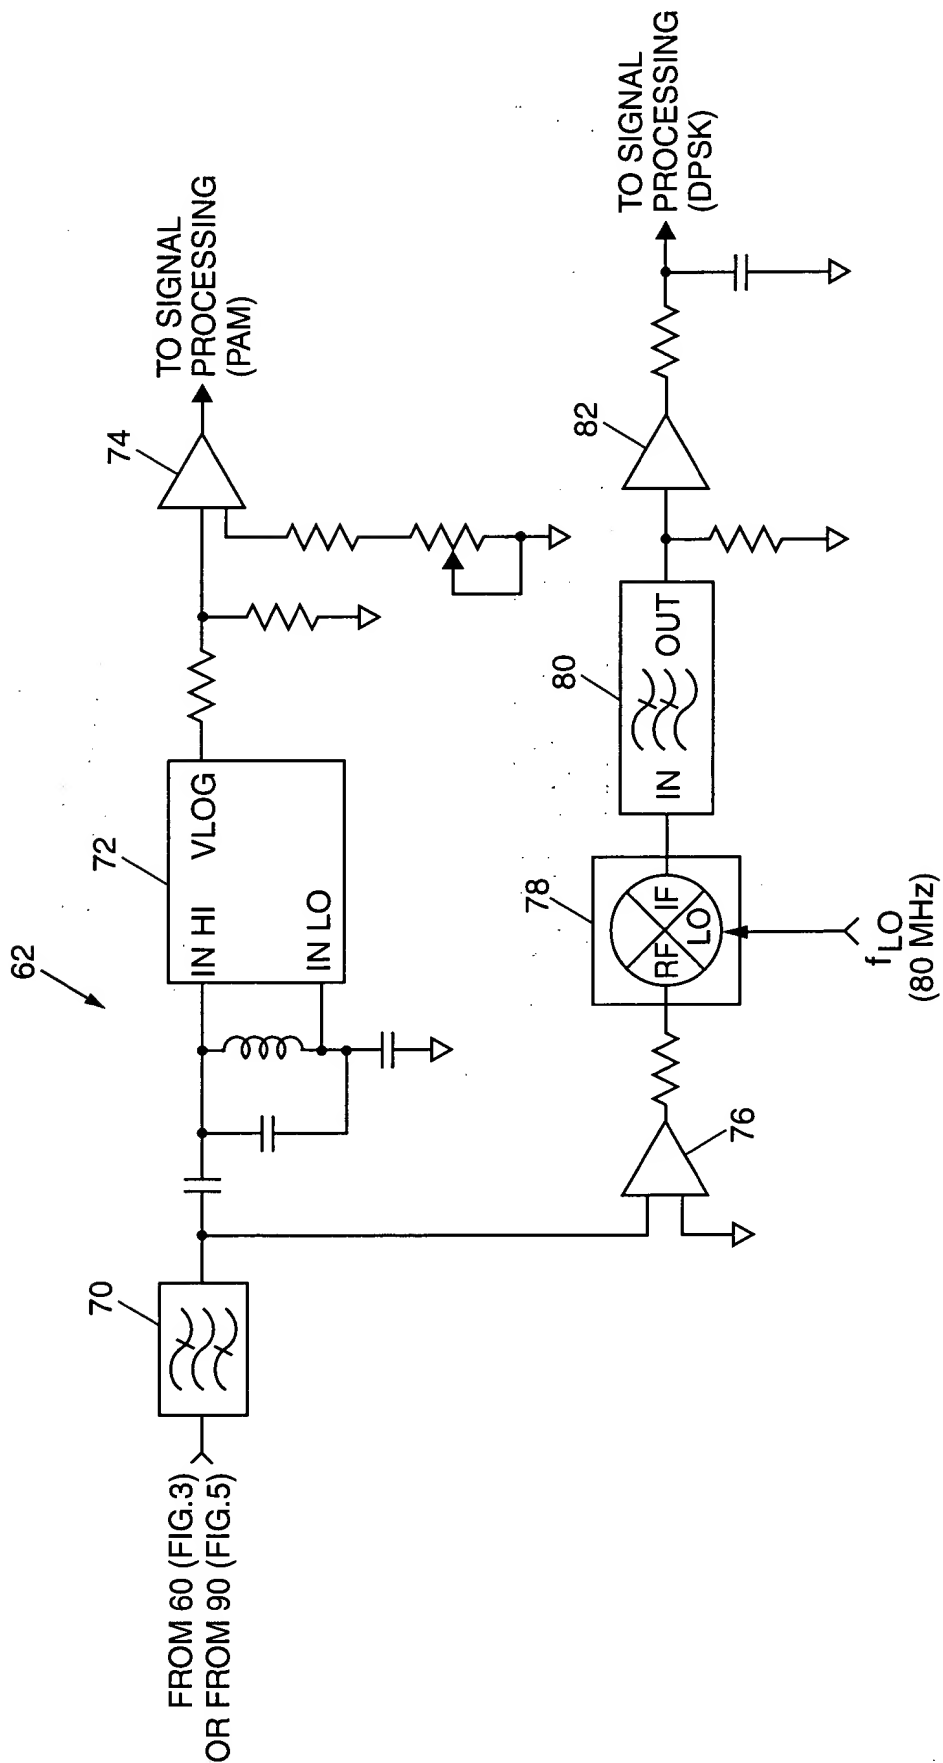 62
FROM 60 (FIG.3)
OR FROM 90 (FIG.5)
70
72
IN HI
VLOG
IN LO
74
TO SIGNAL
PROCESSING
(PAM)
76
78
RF
IF
LO
fLO
(80 MHz)
80
IN
OUT
82
TO SIGNAL
PROCESSING
(DPSK)